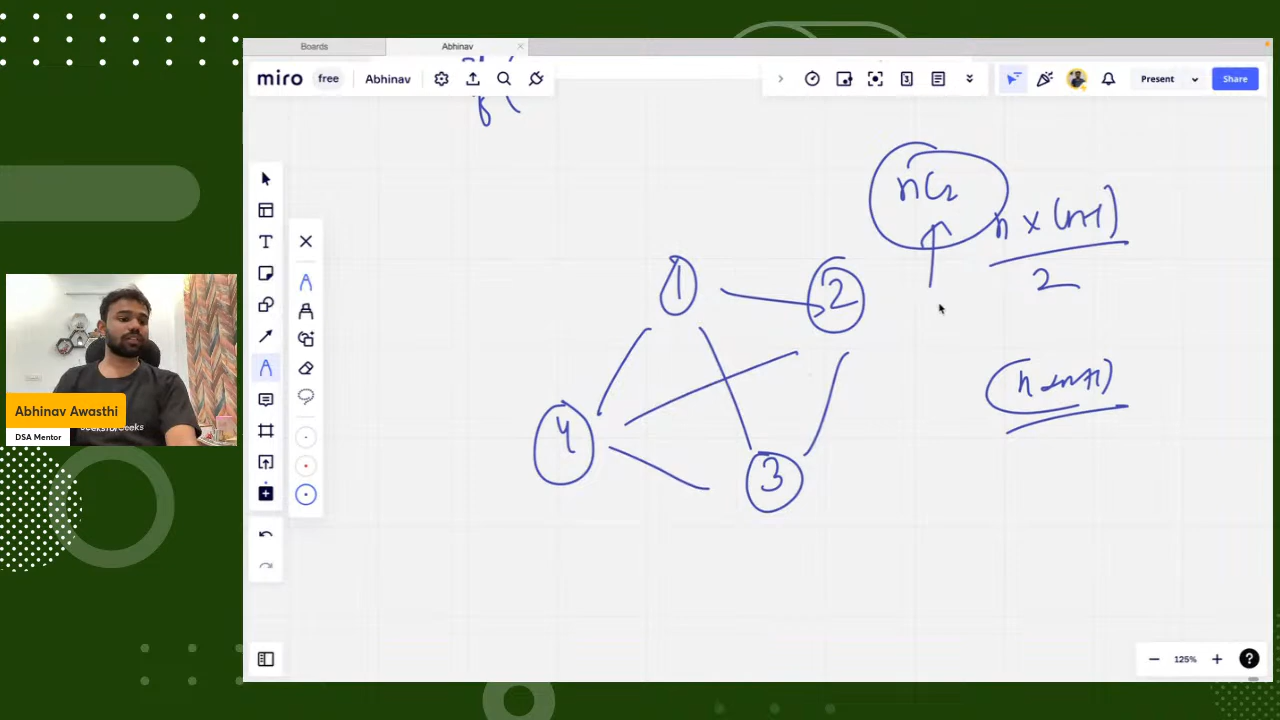 Boards
Abhinav
miro free Abhinav
3
Present
Share
T
nC2
n x (n-1)
2
1
2
4
3
Abhinav Awasthi
DSA Mentor
125%
?